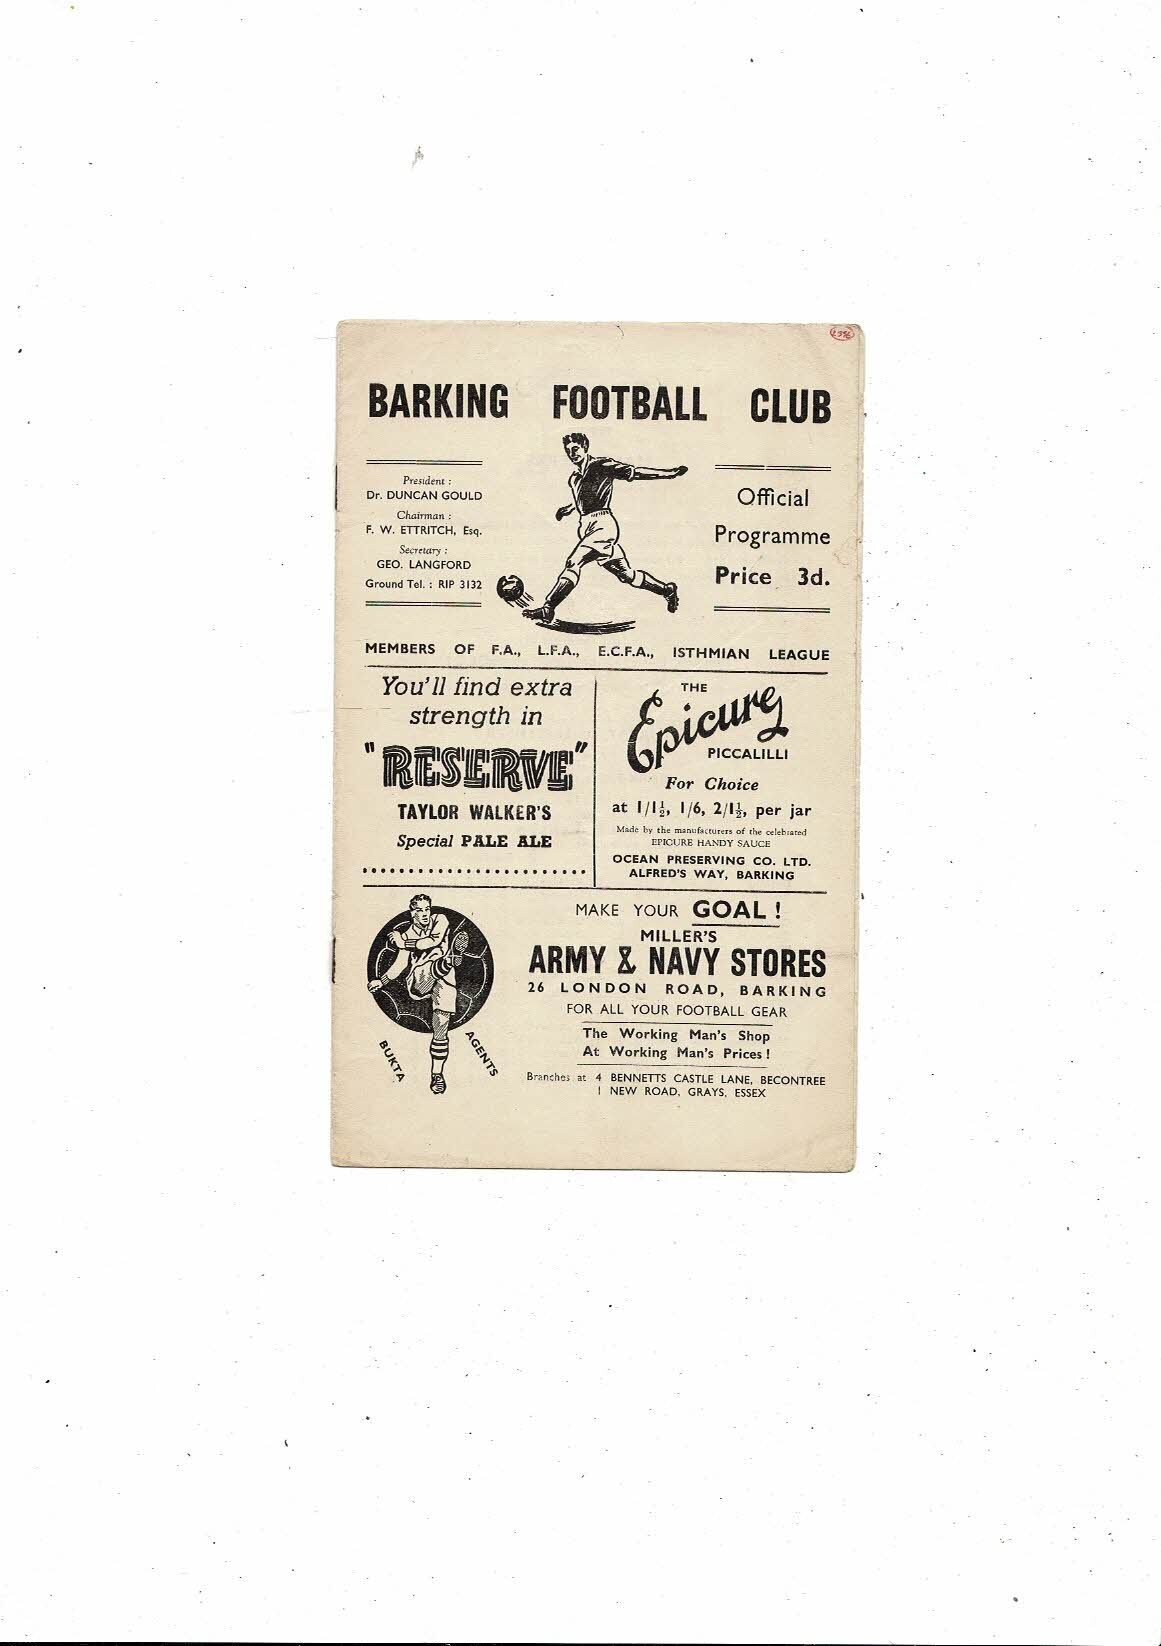 BARKING FOOTBALL CLUB
President :
Dr. DUNCAN GOULD
Chairman :
F. W. ETTRITCH, Esq.
Secretary :
GEO. LANGFORD
Ground Tel. : RIP 3132
Official
Programme
Price 3d.
MEMBERS OF F.A., L.F.A., E.C.F.A., ISTHMIAN LEAGUE
You'll find extra
strength in
"RESERVE"
TAYLOR WALKER'S
Special PALE ALE
THE
Epicure
PICCALILLI
For Choice
at 1/1½, 1/6, 2/1½, per jar
Made by the manufacturers of the celebrated
EPICURE HANDY SAUCE
OCEAN PRESERVING CO. LTD.
ALFRED'S WAY, BARKING
BUKTA AGENTS
MAKE YOUR GOAL !
MILLER'S
ARMY & NAVY STORES
26 LONDON ROAD, BARKING
FOR ALL YOUR FOOTBALL GEAR
The Working Man's Shop
At Working Man's Prices !
Branches at 4 BENNETTS CASTLE LANE, BECONTREE
1 NEW ROAD, GRAYS, ESSEX